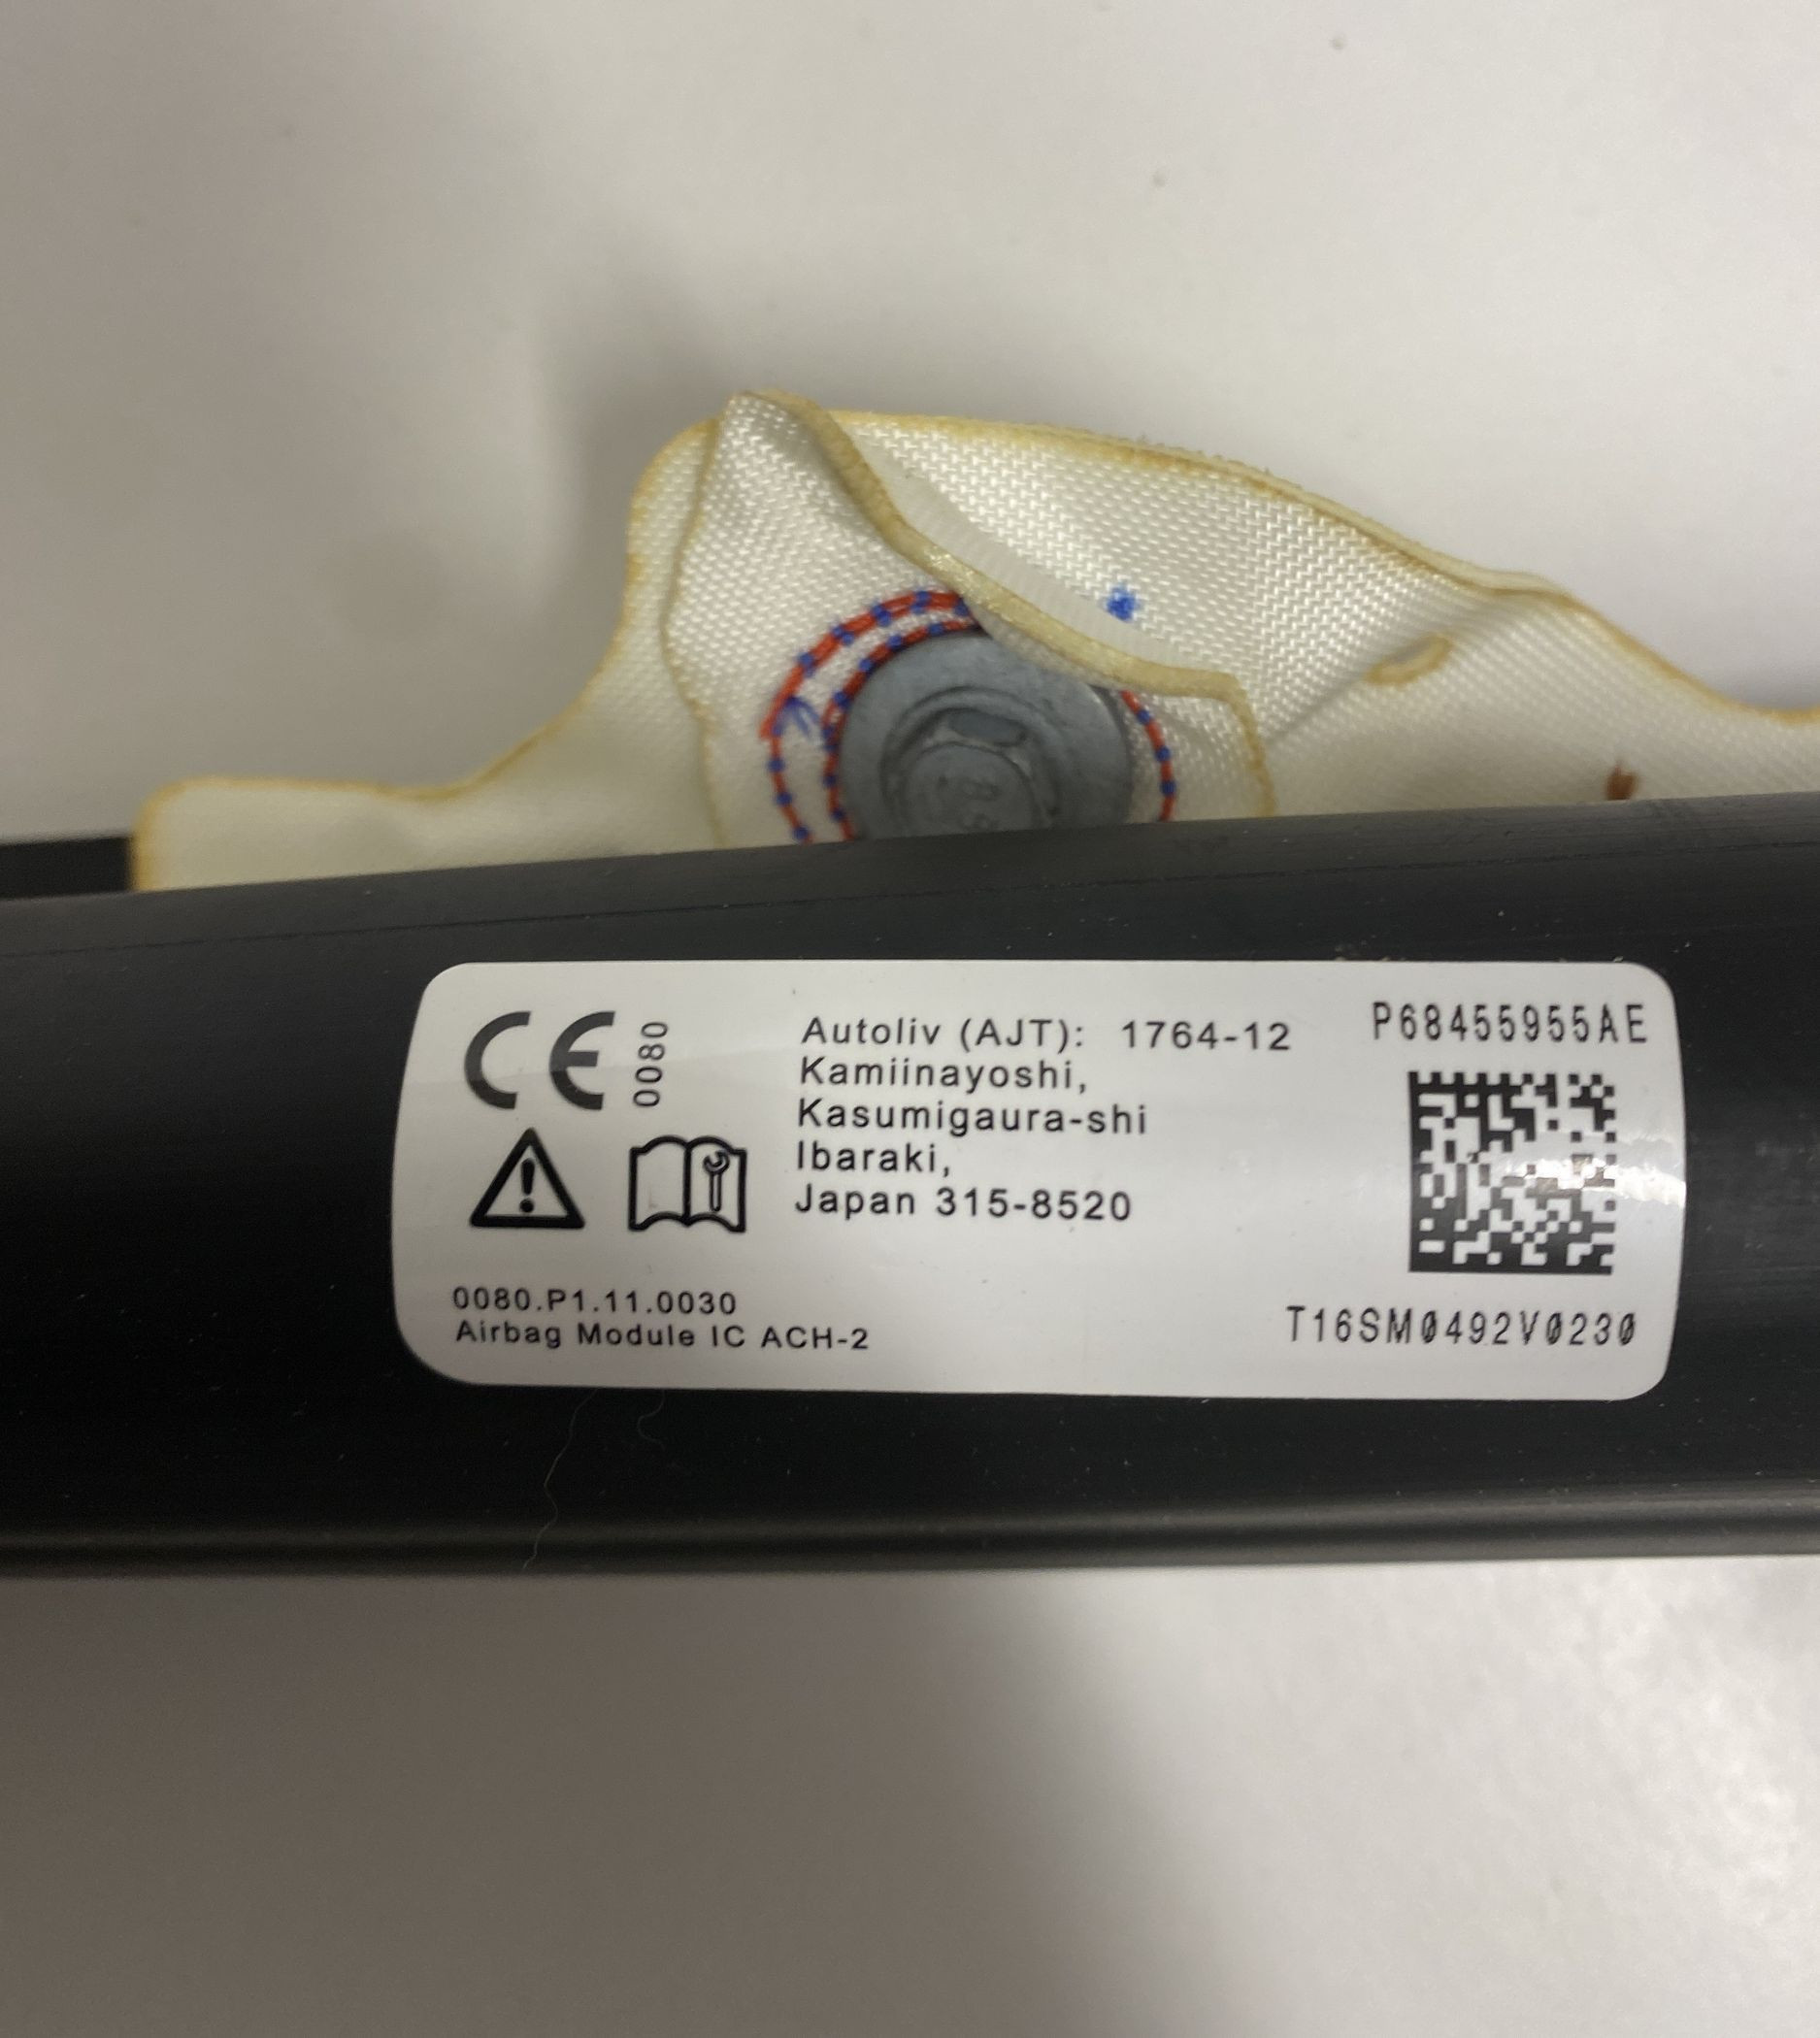 CE 0080
Autoliv (AJT): 1764-12
Kamiinayoshi,
Kasumigaura-shi
Ibaraki,
Japan 315-8520
P68455955AE
0080.P1.11.0030
Airbag Module IC ACH-2
T16SM0492V0230